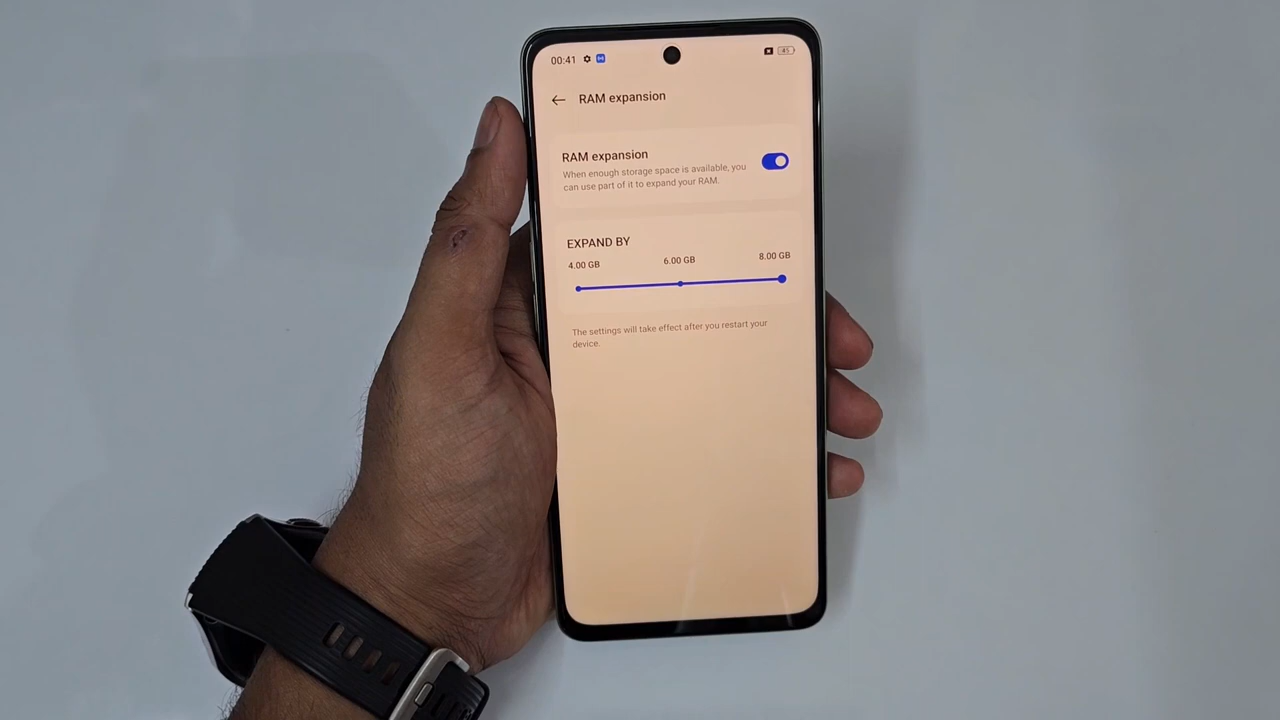 00:41
45
RAM expansion
RAM expansion
When enough storage space is available, you
can use part of it to expand your RAM.
EXPAND BY
4.00 GB 6.00 GB 8.00 GB
The settings will take effect after you restart your
device.